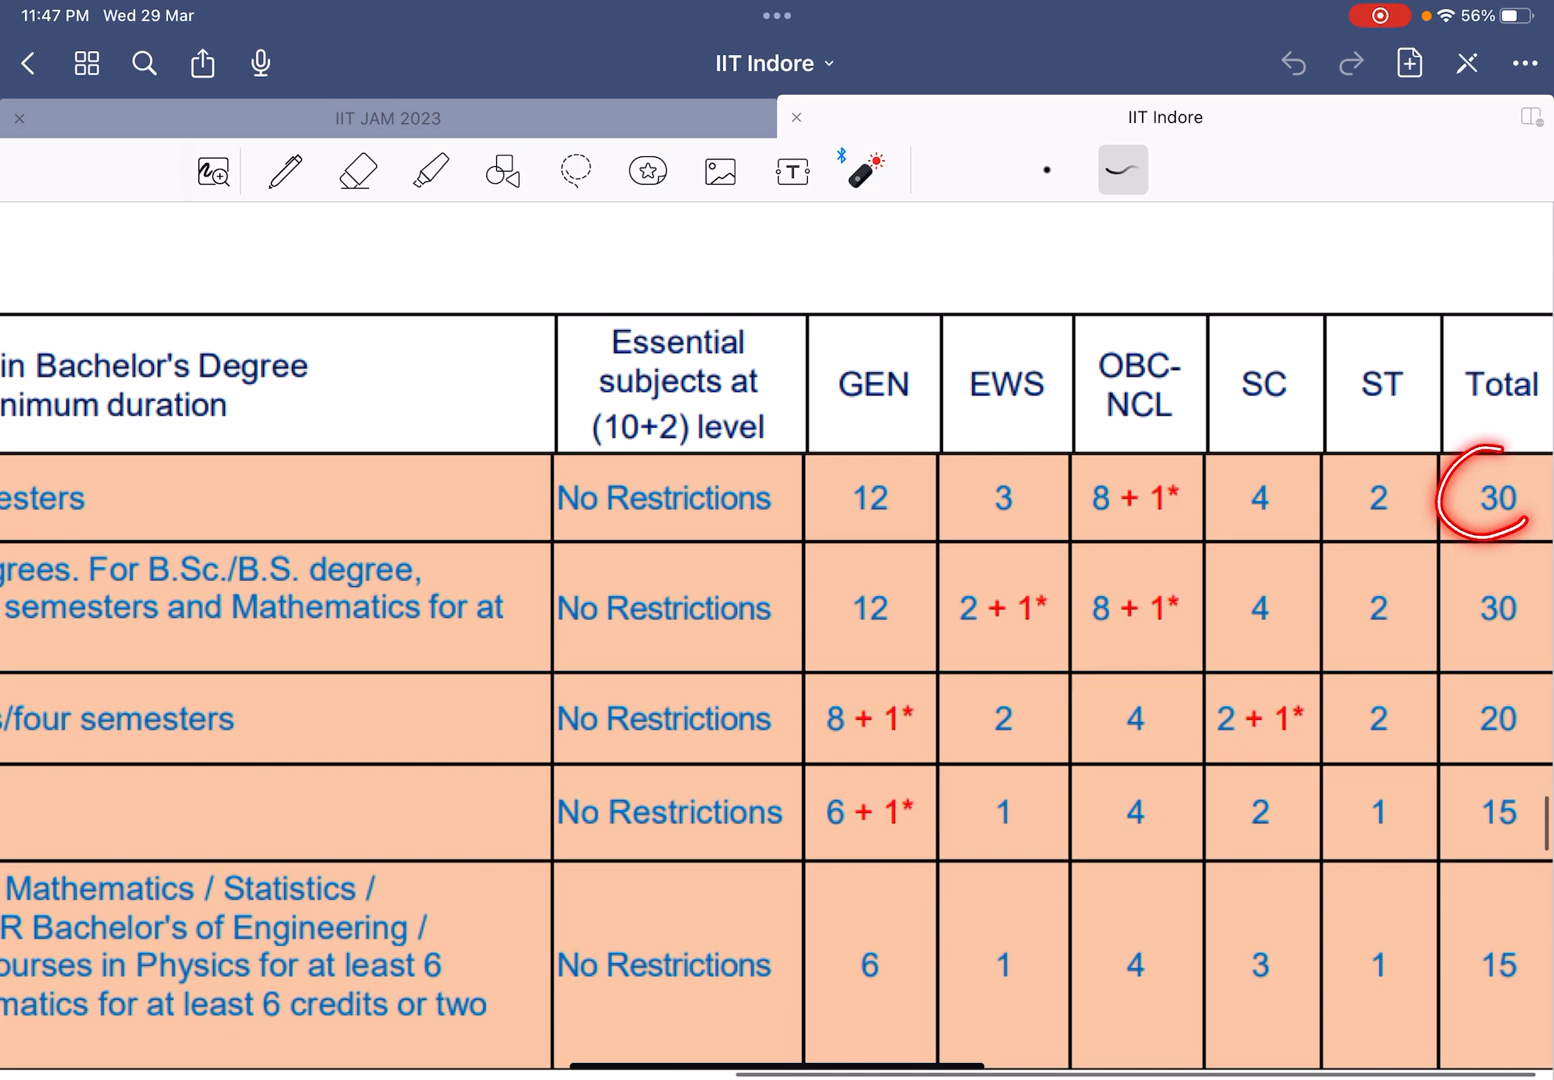 11:47 PM Wed 29 Mar
56%
IIT Indore
IIT JAM 2023
IIT Indore
T
in Bachelor's Degree
nimum duration
Essential
subjects at
(10+2) level
GEN
EWS
OBC-
NCL
SC
ST
Total
esters
No Restrictions
12
3
8 + 1*
4
2
30
grees. For B.Sc./B.S. degree,
semesters and Mathematics for at
No Restrictions
12
2 + 1*
8 + 1*
4
2
30
s/four semesters
No Restrictions
8 + 1*
2
4
2 + 1*
2
20
No Restrictions
6 + 1*
1
4
2
1
15
Mathematics / Statistics /
R Bachelor's of Engineering /
ourses in Physics for at least 6
matics for at least 6 credits or two
No Restrictions
6
1
4
3
1
15